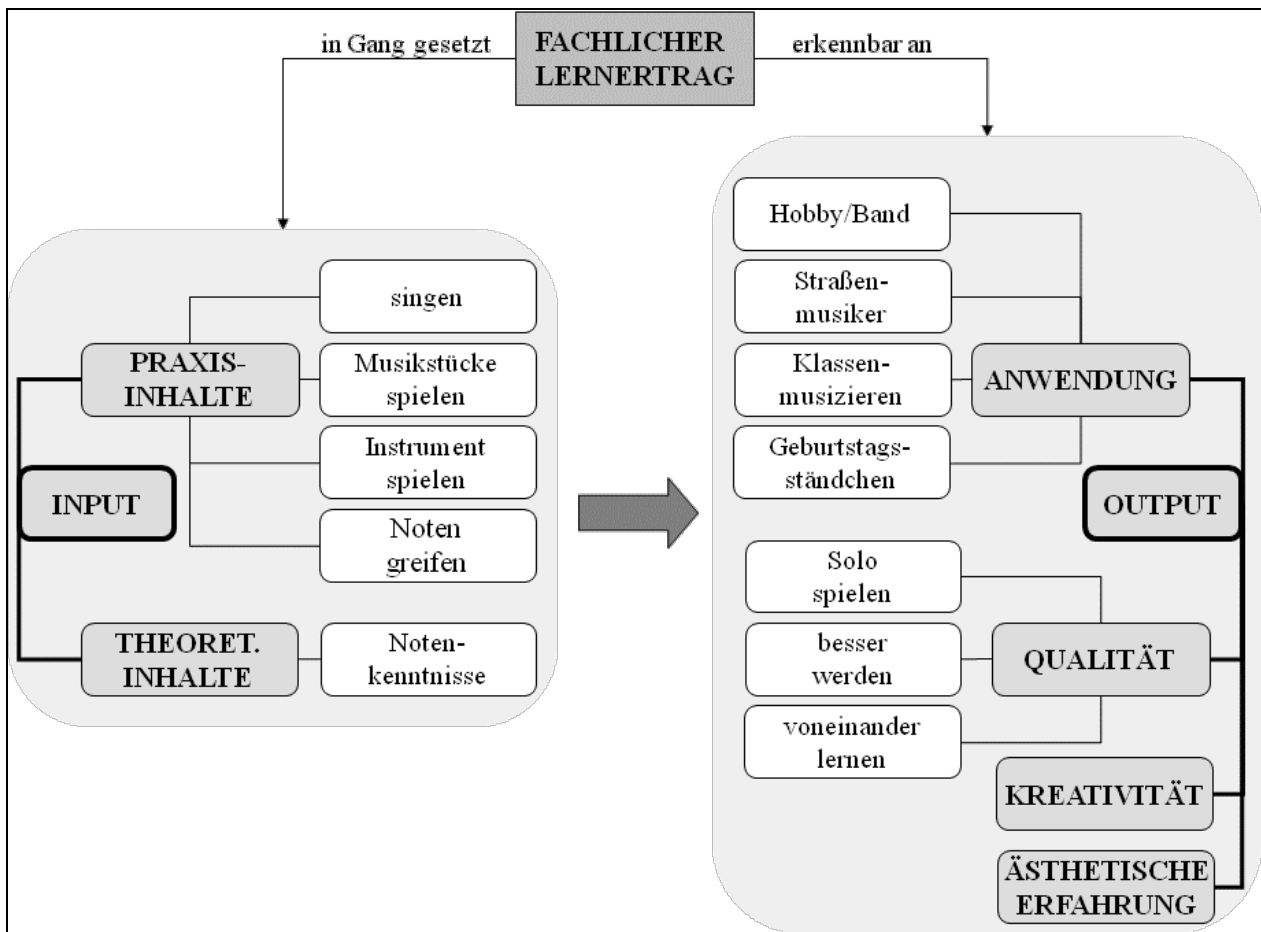 in Gang gesetzt
FACHLICHER
LERNERTRAG
erkennbar an
singen
PRAXIS-
INHALTE
Musikstücke
spielen
Instrument
spielen
INPUT
Noten
greifen
THEORET.
INHALTE
Noten-
kenntnisse
Hobby/Band
Straßen-
musiker
Klassen-
musizieren
ANWENDUNG
Geburtstags-
ständchen
OUTPUT
Solo
spielen
besser
werden
QUALITÄT
voneinander
lernen
KREATIVITÄT
ÄSTHETISCHE
ERFAHRUNG